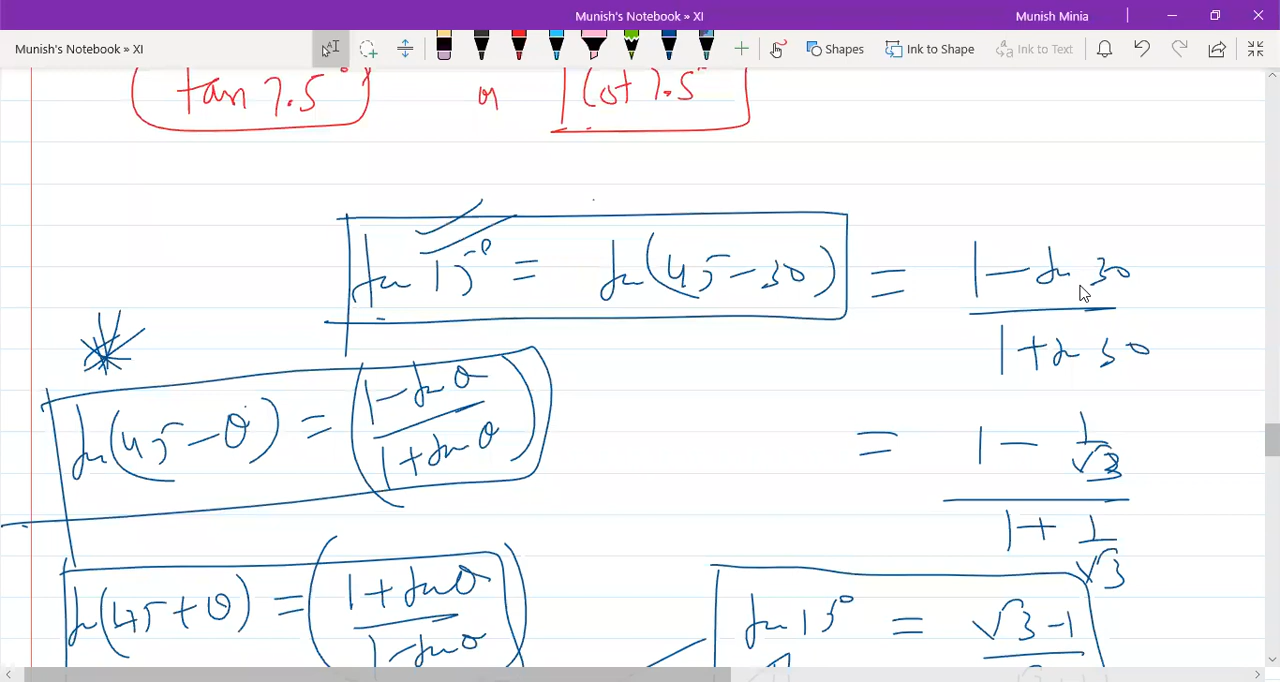 Munish's Notebook » XI
Munish Minia
Munish's Notebook » XI
Shapes
Ink to Shape
Ink to Text
tan 7.5° or cot 7.5°
tan 15° = tan(45-30) = 1 - tan 30
1 + tan 30
tan(45-θ) = (1 - tan θ
1 + tan θ)
= 1 - 1/√3
1 + 1/√3
tan(45+θ) = (1 + tan θ
1 - tan θ)
tan 15° = √3 - 1